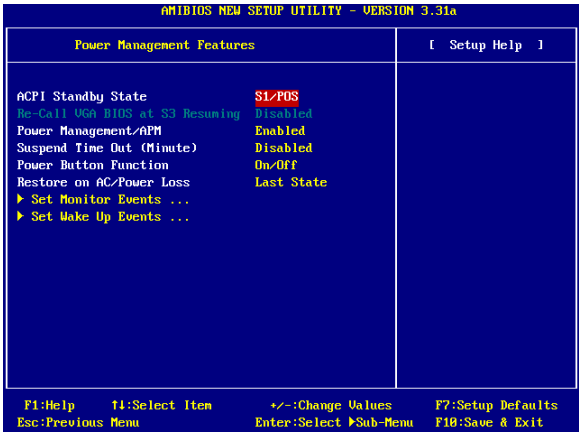 AMIBIOS NEW SETUP UTILITY - VERSION 3.31a
Power Management Features
[ Setup Help ]
ACPI Standby State S1/POS
Re-Call VGA BIOS at S3 Resuming Disabled
Power Management/APM Enabled
Suspend Time Out (Minute) Disabled
Power Button Function On/Off
Restore on AC/Power Loss Last State
▶ Set Monitor Events ...
▶ Set Wake Up Events ...
F1:Help ↑↓:Select Item +/-:Change Values F7:Setup Defaults
Esc:Previous Menu Enter:Select ▶Sub-Menu F10:Save & Exit